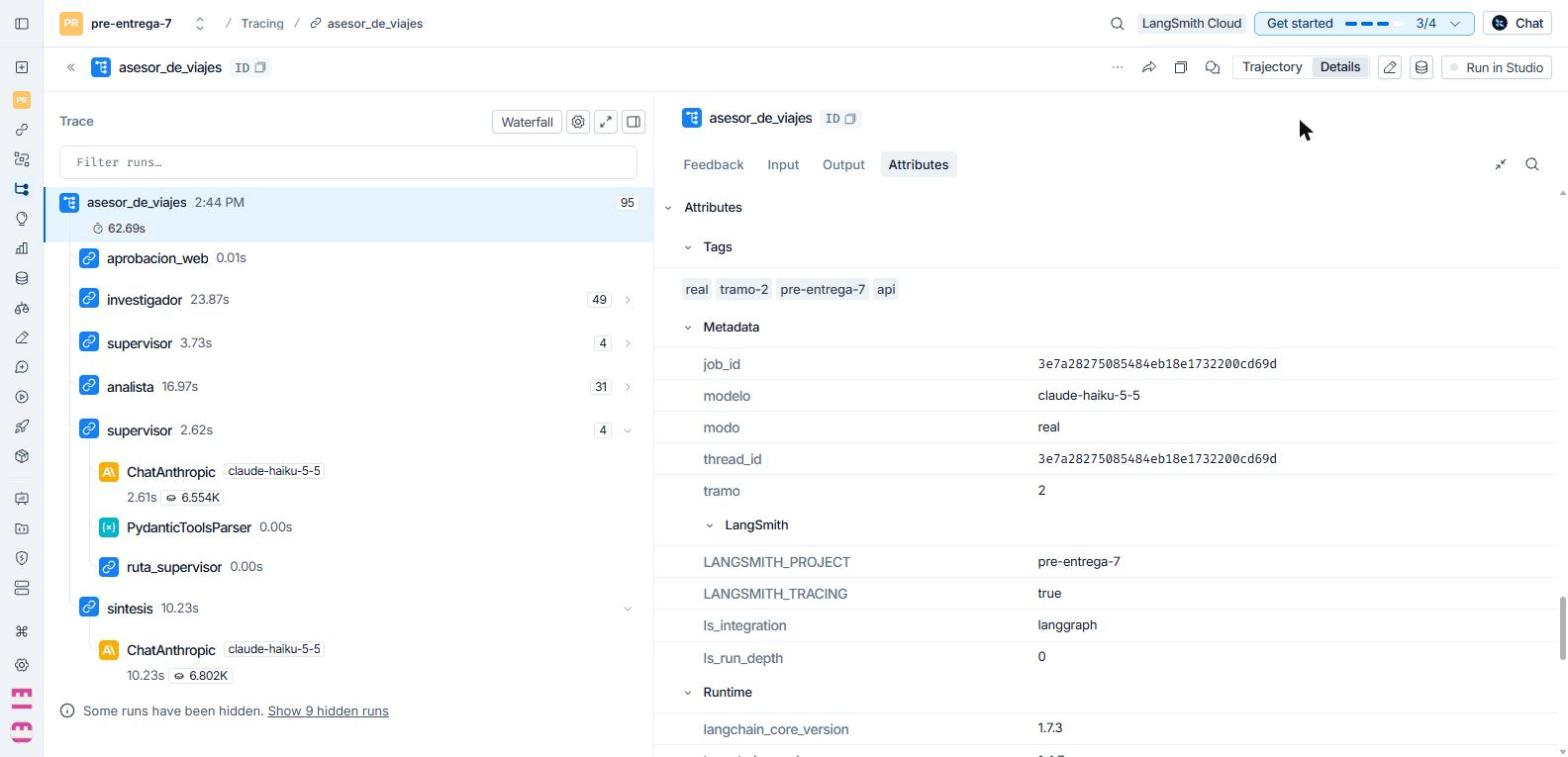 PR pre-entrega-7 / Tracing / asesor_de_viajes LangSmith Cloud Get started 3/4 Chat
asesor_de_viajes ID Trajectory Details Run in Studio
PR
Trace Waterfall
Filter runs…
asesor_de_viajes 2:44 PM 95
62.69s
aprobacion_web 0.01s
investigador 23.87s 49
supervisor 3.73s 4
analista 16.97s 31
supervisor 2.62s 4
ChatAnthropic claude-haiku-5-5
2.61s 6.554K
PydanticToolsParser 0.00s
ruta_supervisor 0.00s
sintesis 10.23s
ChatAnthropic claude-haiku-5-5
10.23s 6.802K
Some runs have been hidden. Show 9 hidden runs
asesor_de_viajes ID
Feedback Input Output Attributes
Attributes
Tags
real tramo-2 pre-entrega-7 api
Metadata
job_id 3e7a28275085484eb18e1732200cd69d
modelo claude-haiku-5-5
modo real
thread_id 3e7a28275085484eb18e1732200cd69d
tramo 2
LangSmith
LANGSMITH_PROJECT pre-entrega-7
LANGSMITH_TRACING true
ls_integration langgraph
ls_run_depth 0
Runtime
langchain_core_version 1.7.3